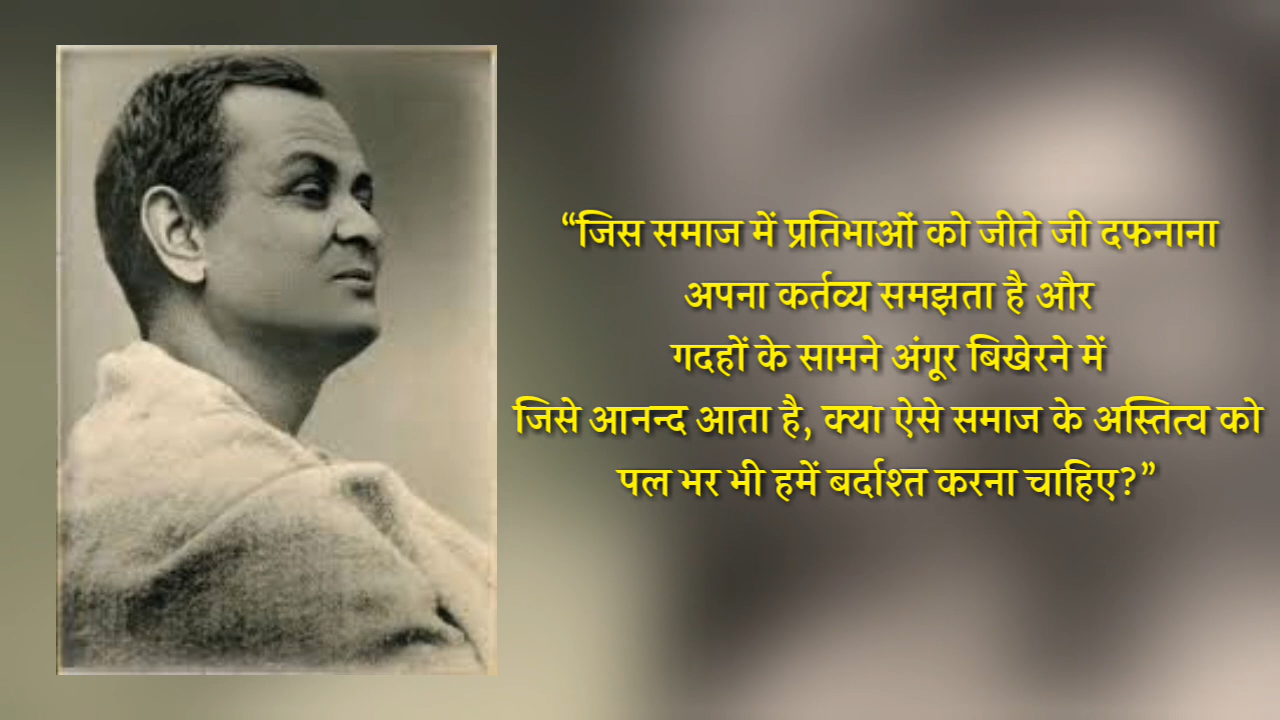 “जिस समाज में प्रतिभाओं को जीते जी दफनाना
अपना कर्तव्य समझता है और
गदहों के सामने अंगूर बिखेरने में
जिसे आनन्द आता है, क्या ऐसे समाज के अस्तित्व को
पल भर भी हमें बर्दाश्त करना चाहिए?”